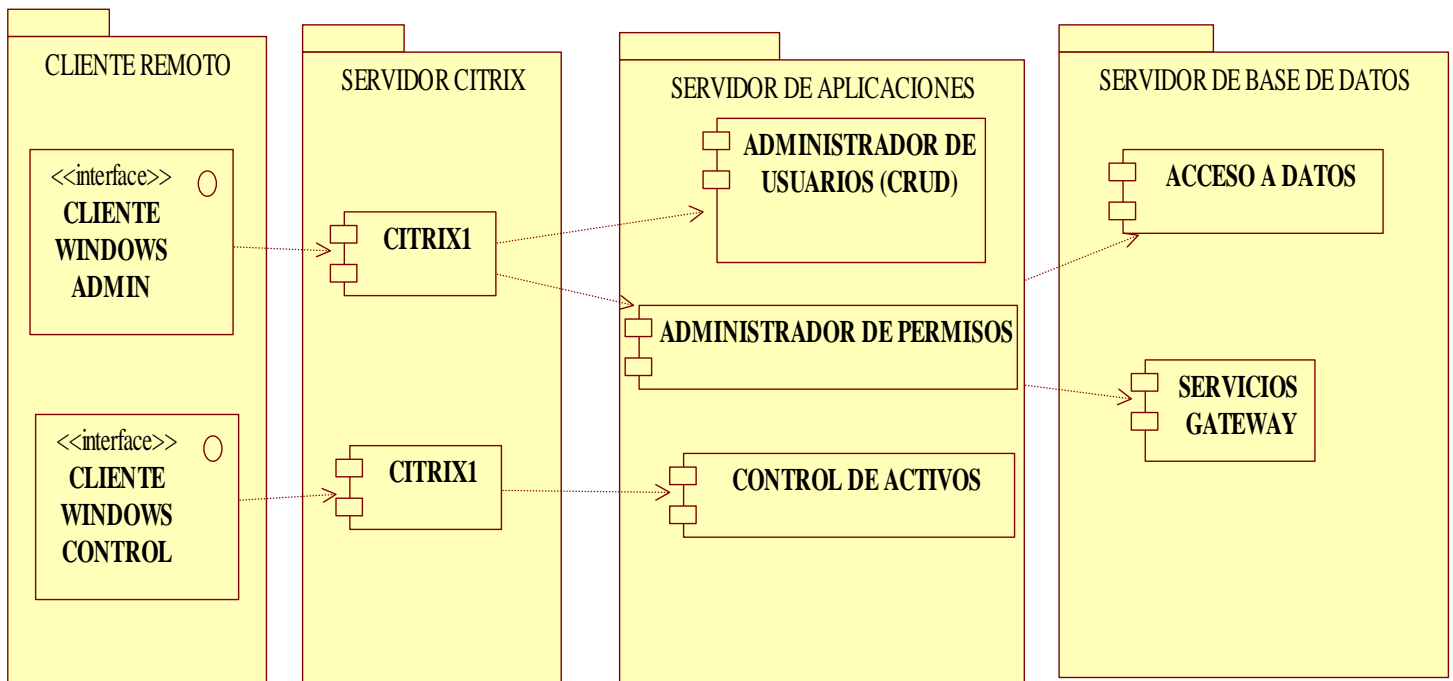 CLIENTE REMOTO
<<interface>>
CLIENTE
WINDOWS
ADMIN
<<interface>>
CLIENTE
WINDOWS
CONTROL
SERVIDOR CITRIX
CITRIX1
CITRIX1
SERVIDOR DE APLICACIONES
ADMINISTRADOR DE
USUARIOS (CRUD)
ADMINISTRADOR DE PERMISOS
CONTROL DE ACTIVOS
SERVIDOR DE BASE DE DATOS
ACCESO A DATOS
SERVICIOS
GATEWAY